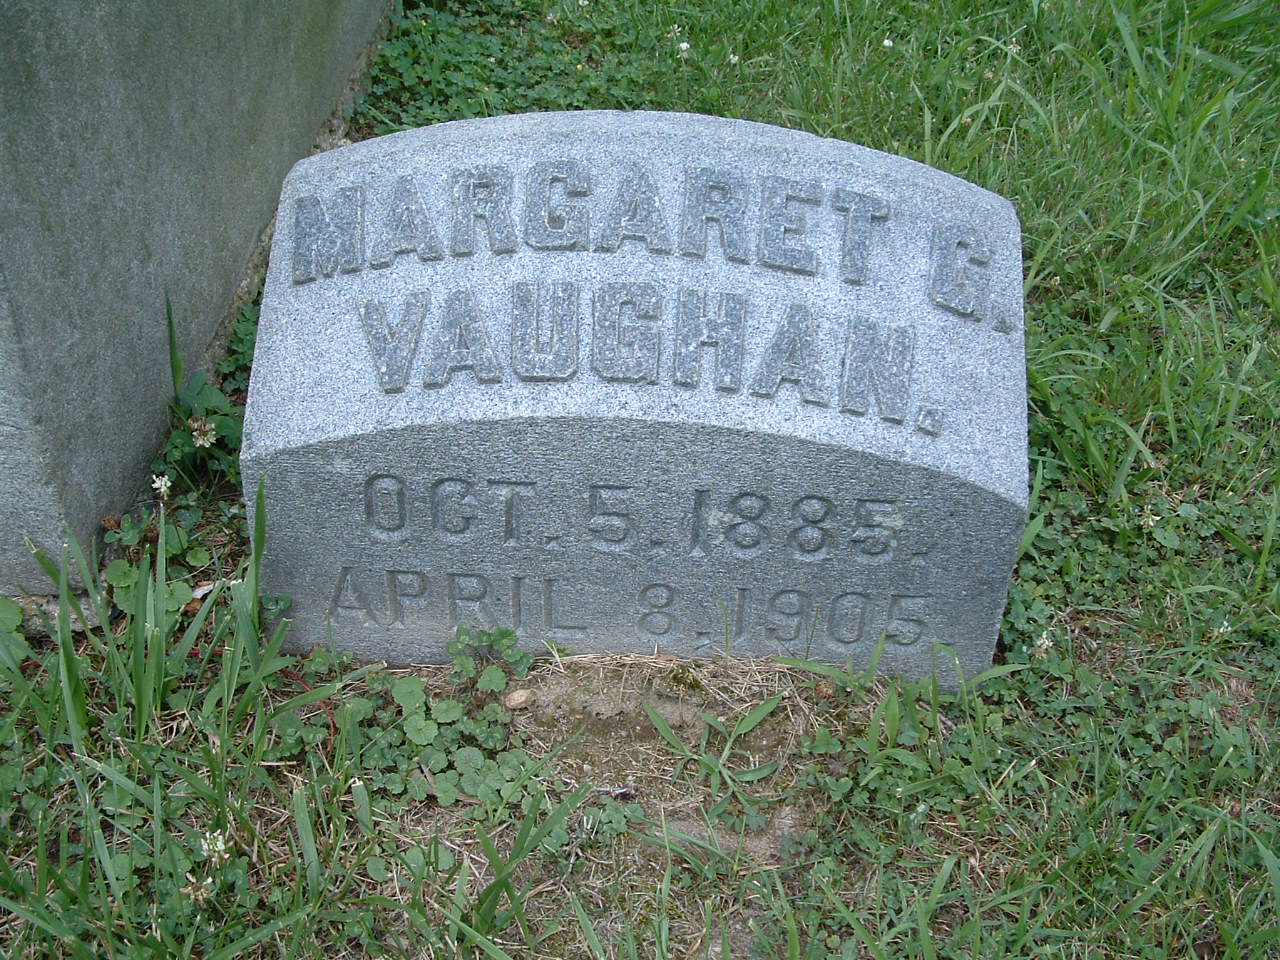 MARGARET G.
VAUGHAN.
OCT. 5, 1885.
APRIL 8, 1905.